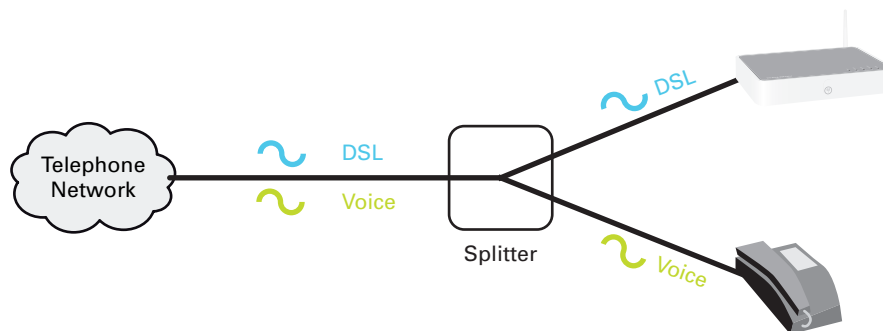 Telephone
Network
DSL
Voice
Splitter
DSL
Voice